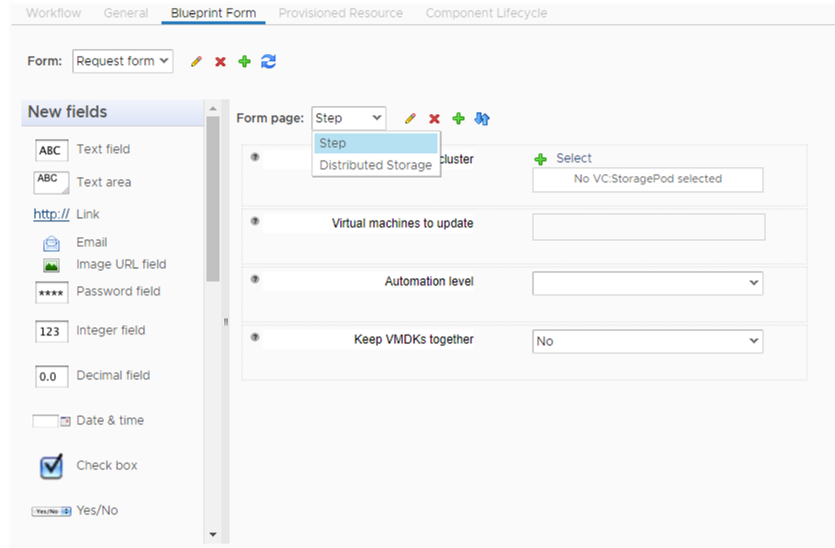 Workflow General Blueprint Form Provisioned Resource Component Lifecycle
Form: Request form
New fields
ABC Text field
ABC Text area
http:// Link
Email
Image URL field
**** Password field
123 Integer field
0.0 Decimal field
Date & time
Check box
Yes/No Yes/No
Form page: Step
Step
Distributed Storage
cluster
Select
No VC:StoragePod selected
Virtual machines to update
Automation level
Keep VMDKs together No